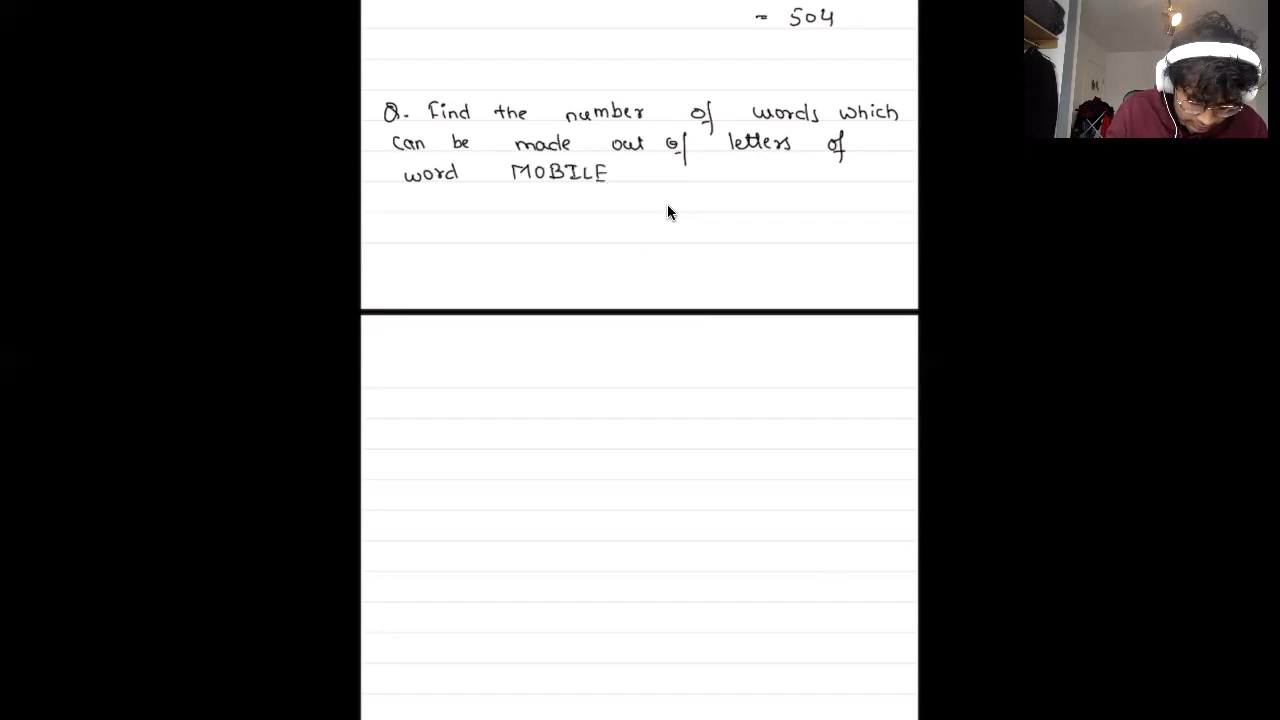 = 504
Q. Find the number of words which
can be made out of letters of
word MOBILE